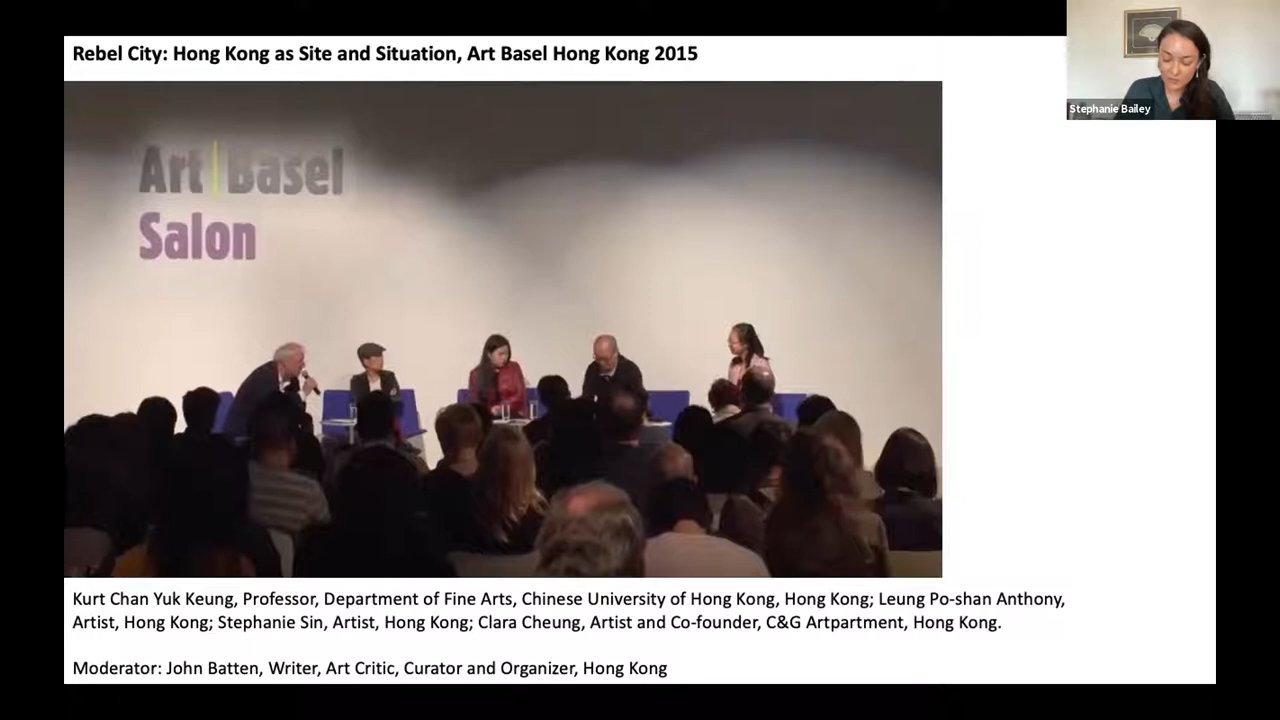 Rebel City: Hong Kong as Site and Situation, Art Basel Hong Kong 2015
Stephanie Bailey
Art Basel
Salon
Kurt Chan Yuk Keung, Professor, Department of Fine Arts, Chinese University of Hong Kong, Hong Kong; Leung Po-shan Anthony,
Artist, Hong Kong; Stephanie Sin, Artist, Hong Kong; Clara Cheung, Artist and Co-founder, C&G Artpartment, Hong Kong.
Moderator: John Batten, Writer, Art Critic, Curator and Organizer, Hong Kong